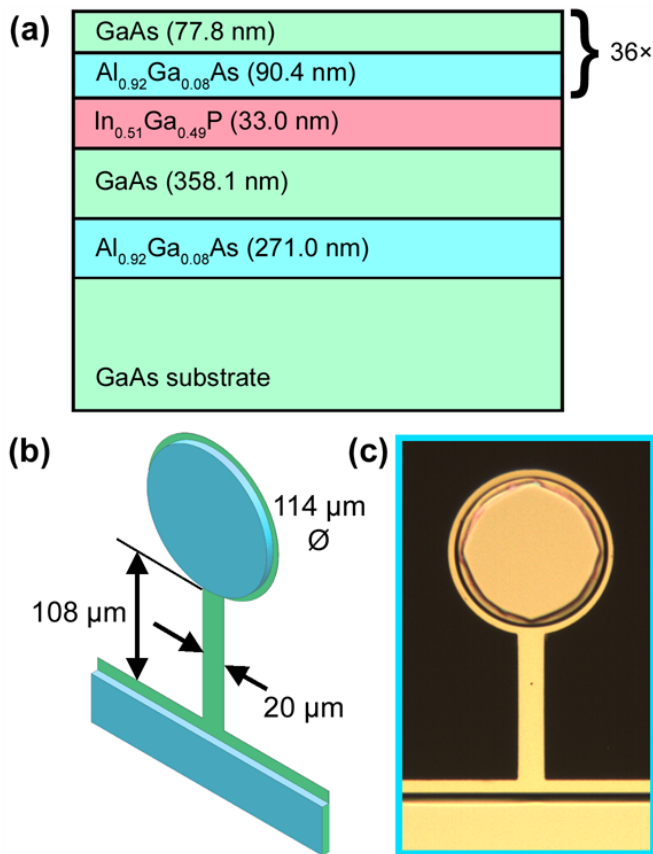 (a)
GaAs (77.8 nm)
36×
Al0.92Ga0.08As (90.4 nm)
In0.51Ga0.49P (33.0 nm)
GaAs (358.1 nm)
Al0.92Ga0.08As (271.0 nm)
GaAs substrate
(b)
114 μm
Ø
108 μm
20 μm
(c)